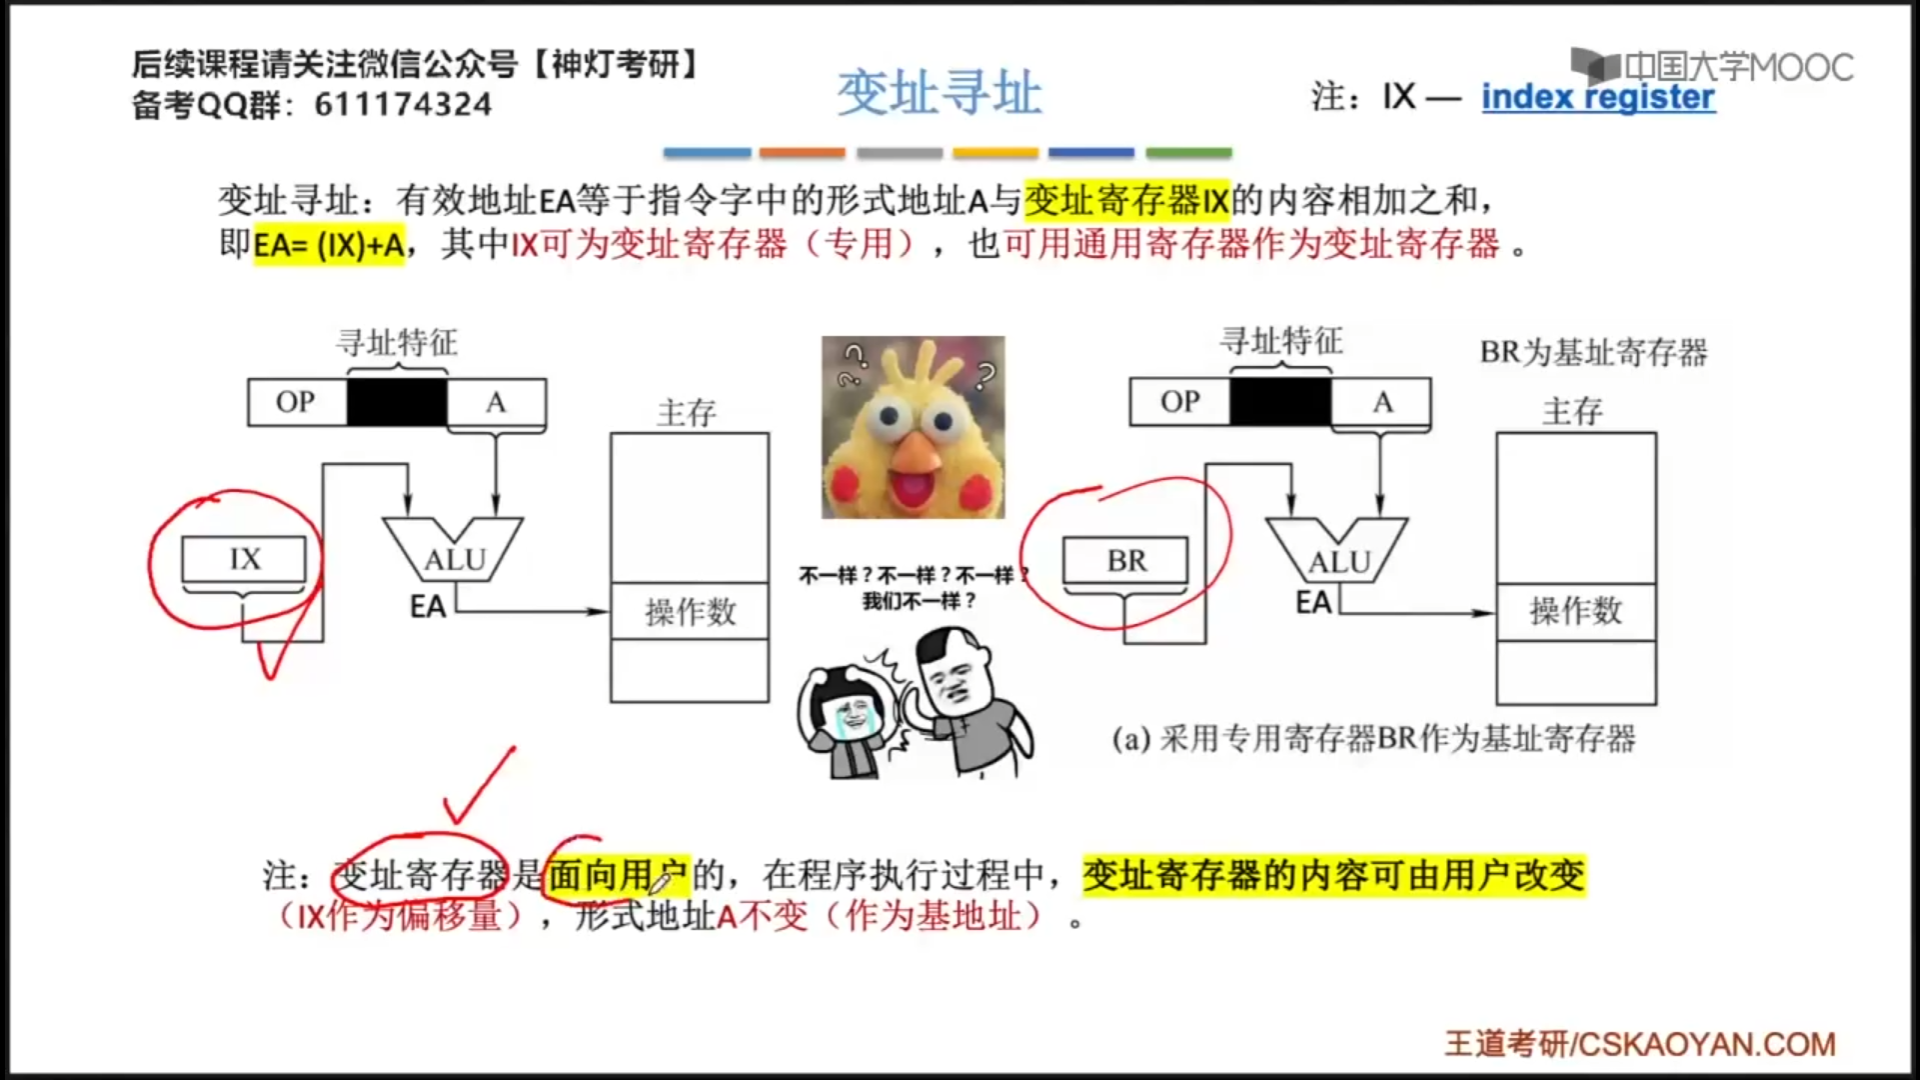 后续课程请关注微信公众号【神灯考研】
备考QQ群：611174324
变址寻址
中国大学MOOC
注：IX — index register
变址寻址：有效地址EA等于指令字中的形式地址A与变址寄存器IX的内容相加之和，
即EA= (IX)+A，其中IX可为变址寄存器（专用），也可用通用寄存器作为变址寄存器 。
寻址特征
OP
A
主存
IX
ALU
EA
操作数
不一样？不一样？不一样？
我们不一样？
寻址特征
BR为基址寄存器
OP
A
主存
BR
ALU
EA
操作数
(a) 采用专用寄存器BR作为基址寄存器
注：变址寄存器是面向用户的，在程序执行过程中，变址寄存器的内容可由用户改变
（IX作为偏移量），形式地址A不变（作为基地址） 。
王道考研/CSKAOYAN.COM